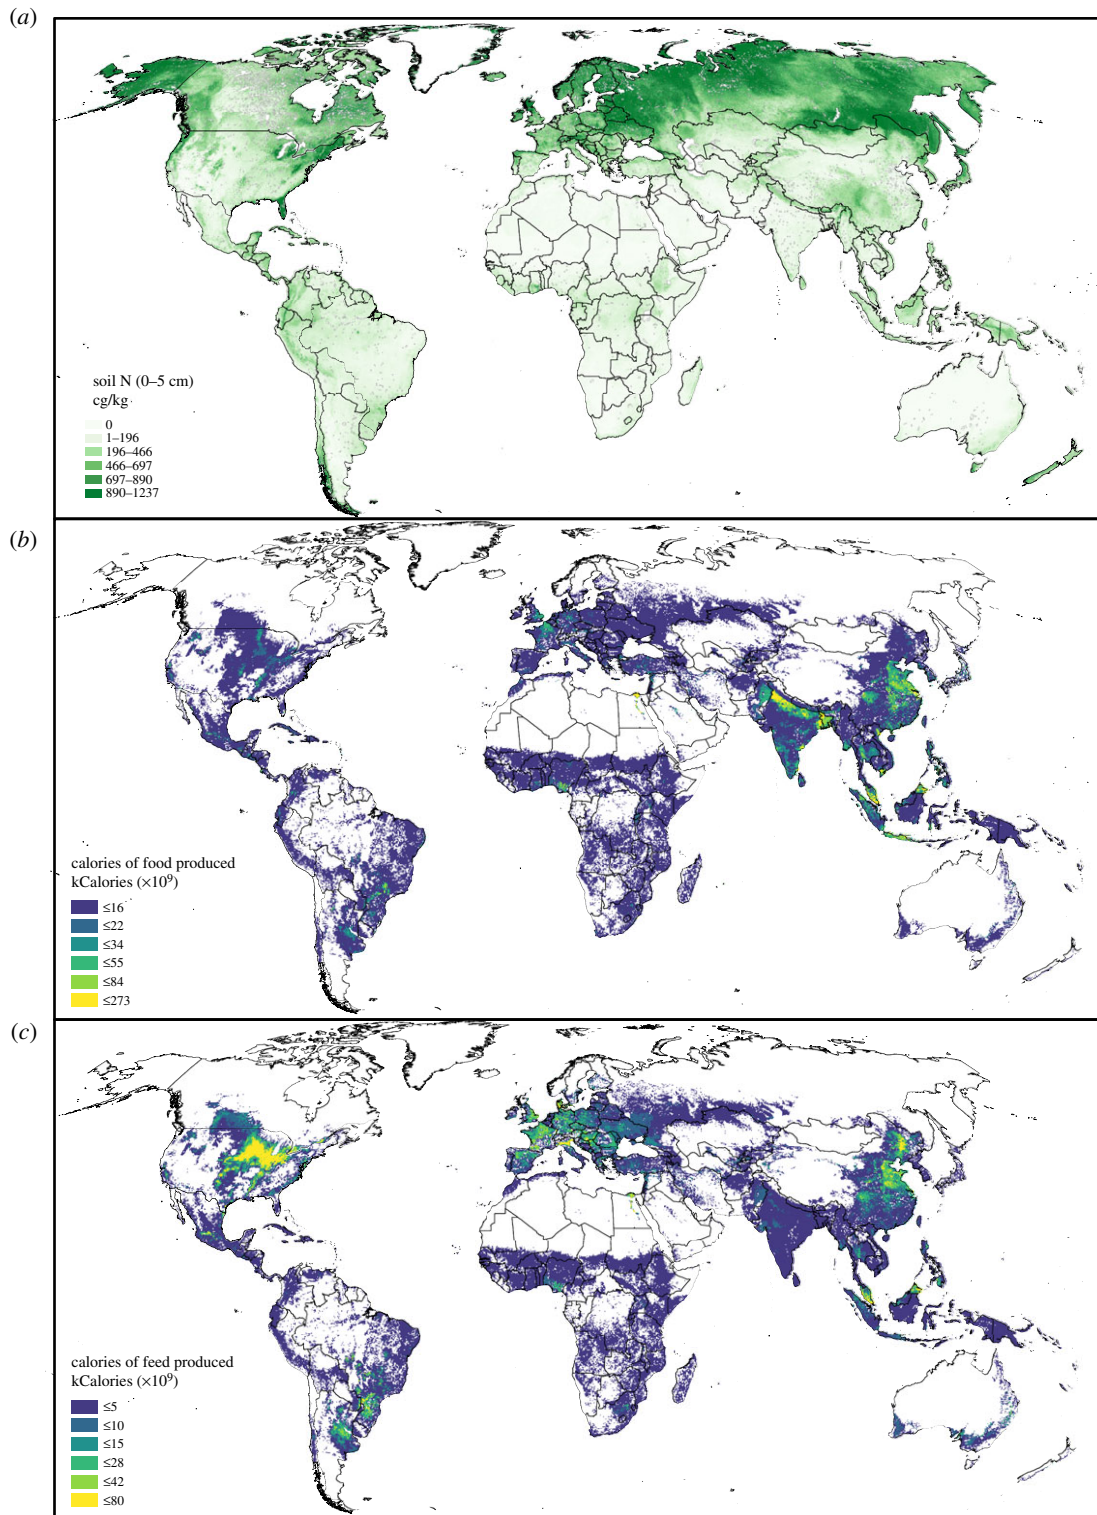 (a)
soil N (0–5 cm)
cg/kg
0
1–196
196–466
466–697
697–890
890–1237
(b)
calories of food produced
kCalories (×10⁹)
≤16
≤22
≤34
≤55
≤84
≤273
(c)
calories of feed produced
kCalories (×10⁹)
≤5
≤10
≤15
≤28
≤42
≤80